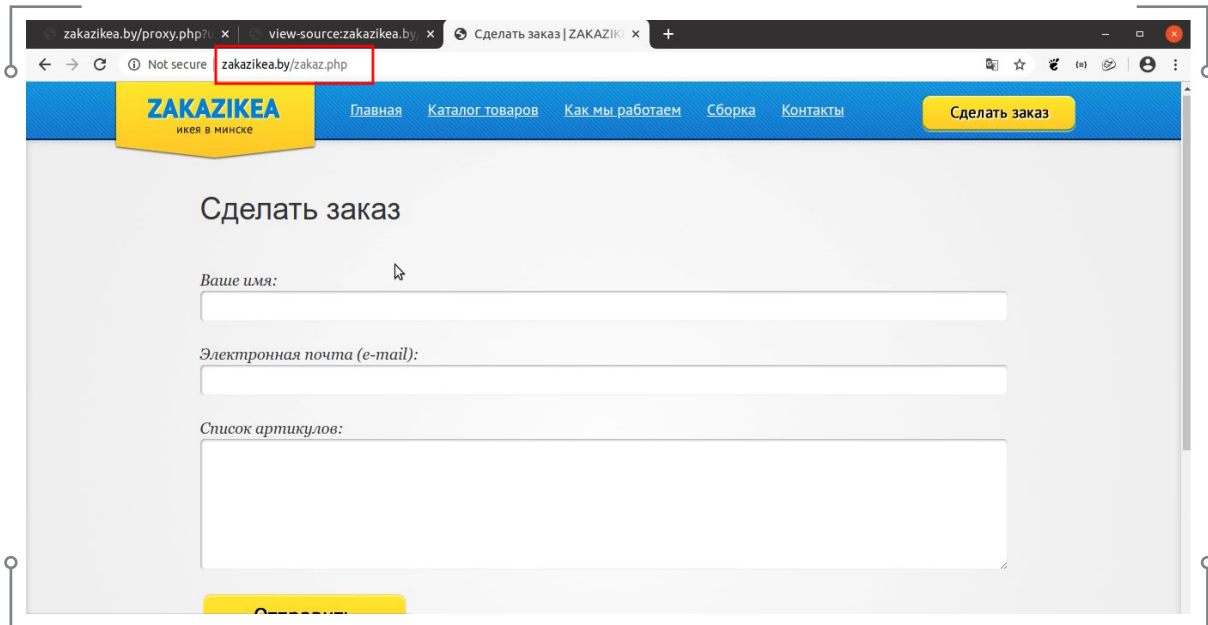 zakazikea.by/proxy.php?u
view-source:zakazikea.by/
Сделать заказ | ZAKAZIK
Not secure | zakazikea.by/zakaz.php
ZAKAZIKEA
икея в минске
Главная Каталог товаров Как мы работаем Сборка Контакты
Сделать заказ
Сделать заказ
Ваше имя:
Электронная почта (e-mail):
Список артикулов:
Отправить